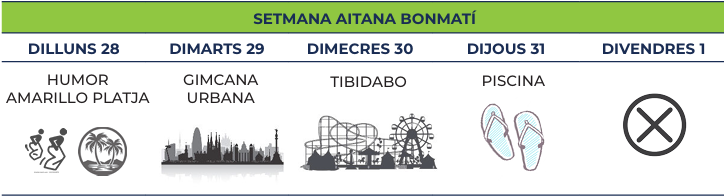 SETMANA AITANA BONMATÍ
DILLUNS 28 DIMARTS 29 DIMECRES 30 DIJOUS 31 DIVENDRES 1
HUMOR
AMARILLO PLATJA
GIMCANA
URBANA
TIBIDABO
PISCINA